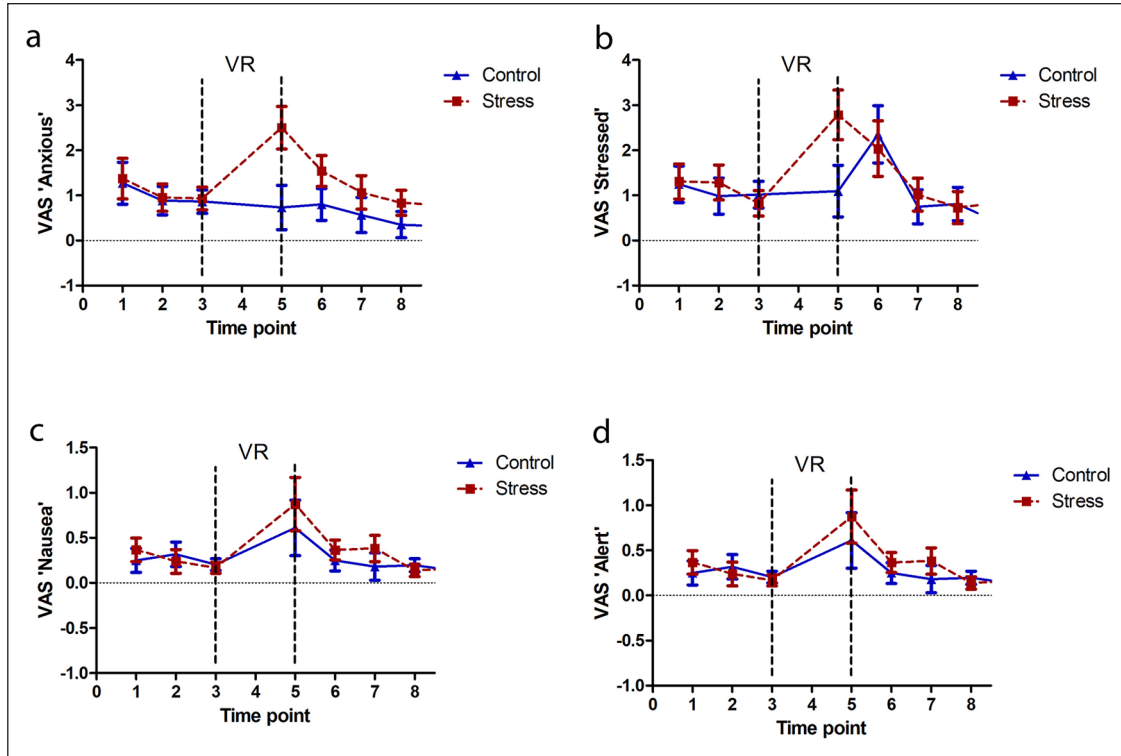 a
VR
Control
Stress
VAS 'Anxious'
4
3
2
1
0
-1
0 1 2 3 4 5 6 7 8
Time point
b
VR
Control
Stress
VAS 'Stressed'
4
3
2
1
0
-1
0 1 2 3 4 5 6 7 8
Time point
c
VR
Control
Stress
VAS 'Nausea'
1.5
1.0
0.5
0.0
-0.5
-1.0
0 1 2 3 4 5 6 7 8
Time point
d
VR
Control
Stress
VAS 'Alert'
1.5
1.0
0.5
0.0
-0.5
-1.0
0 1 2 3 4 5 6 7 8
Time point